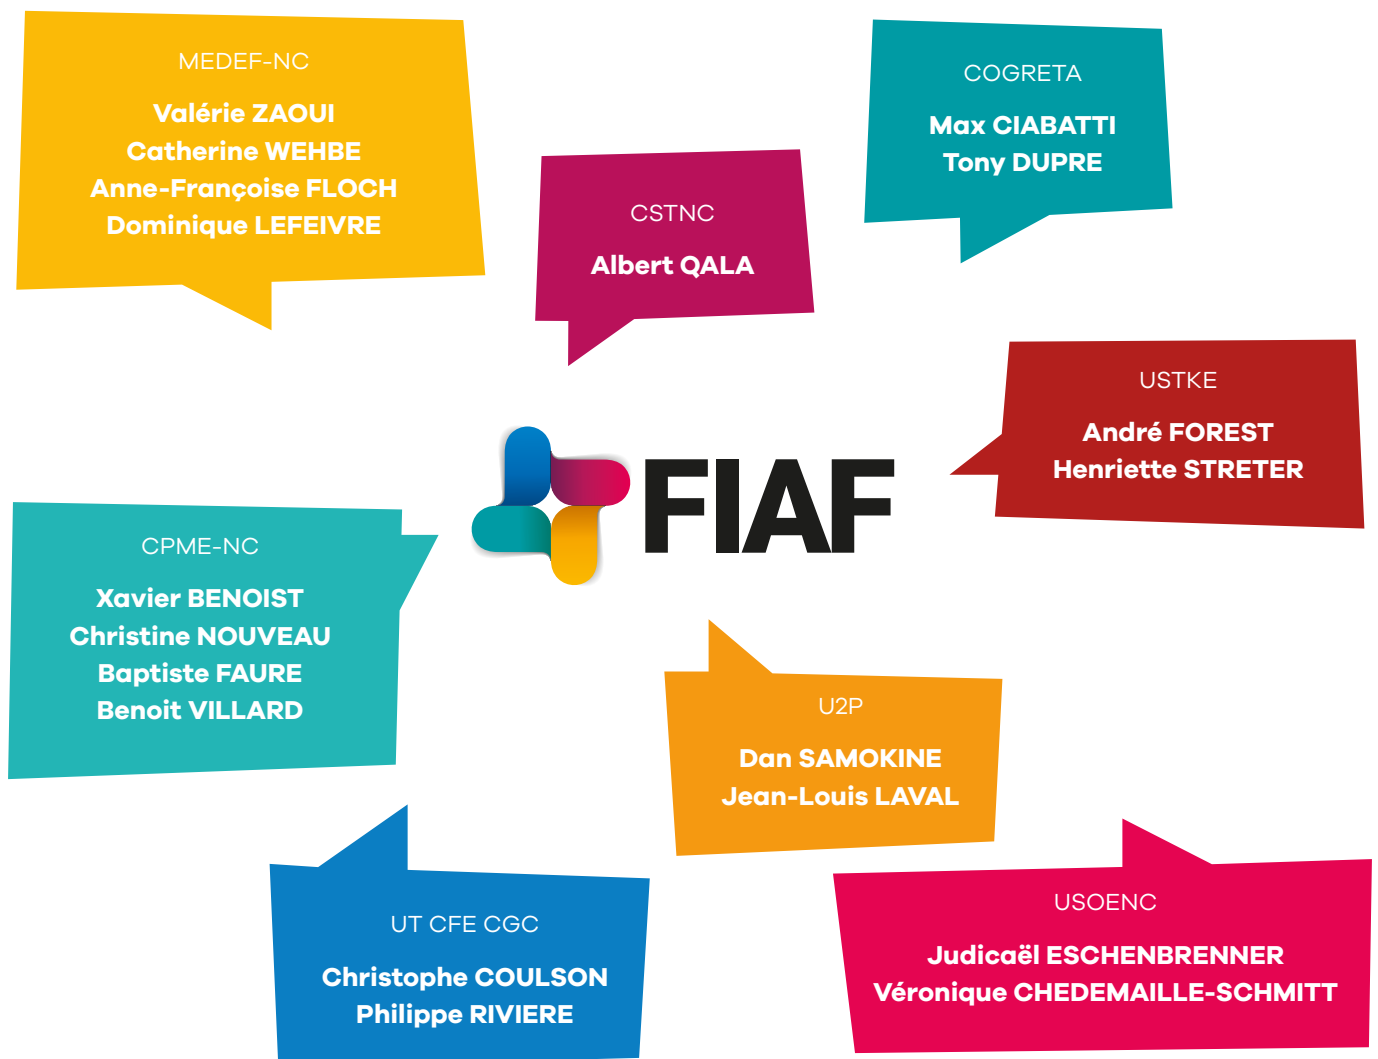 MEDEF-NC
Valérie ZAOUI
Catherine WEHBE
Anne-Françoise FLOCH
Dominique LEFEIVRE
COGRETA
Max CIABATTI
Tony DUPRE
CSTNC
Albert QALA
USTKE
André FOREST
Henriette STRETER
FIAF
CPME-NC
Xavier BENOIST
Christine NOUVEAU
Baptiste FAURE
Benoit VILLARD
U2P
Dan SAMOKINE
Jean-Louis LAVAL
UT CFE CGC
Christophe COULSON
Philippe RIVIERE
USOENC
Judicaël ESCHENBRENNER
Véronique CHEDEMAILLE-SCHMITT